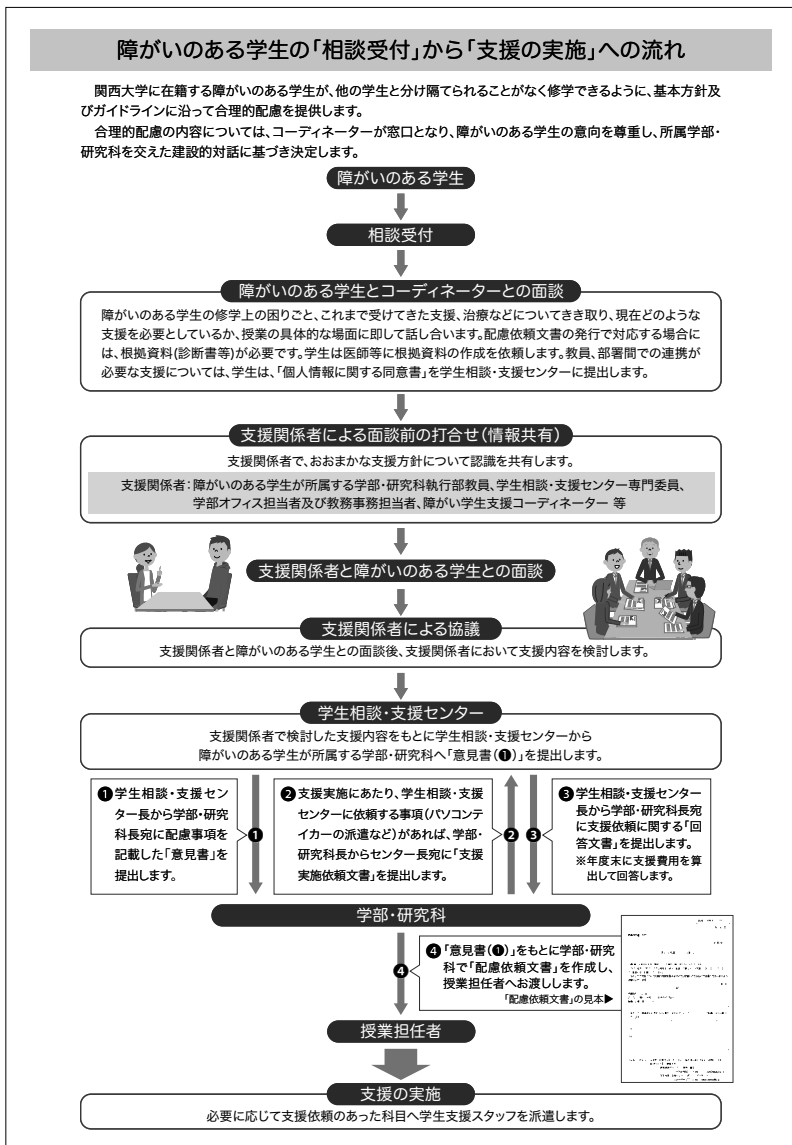 障がいのある学生の「相談受付」から「支援の実施」への流れ
関西大学に在籍する障がいのある学生が、他の学生と分け隔てられることがなく修学できるように、基本方針及
びガイドラインに沿って合理的配慮を提供します。
合理的配慮の内容については、コーディネーターが窓口となり、障がいのある学生の意向を尊重し、所属学部・
研究科を交えた建設的対話に基づき決定します。
障がいのある学生
相談受付
障がいのある学生とコーディネーターとの面談
障がいのある学生の修学上の困りごと、これまで受けてきた支援、治療などについてきき取り、現在どのような
支援を必要としているか、授業の具体的な場面に即して話し合います。配慮依頼文書の発行で対応する場合に
は、根拠資料(診断書等)が必要です。学生は医師等に根拠資料の作成を依頼します。教員、部署間での連携が
必要な支援については、学生は、「個人情報に関する同意書」を学生相談・支援センターに提出します。
支援関係者による面談前の打合せ(情報共有)
支援関係者で、おおまかな支援方針について認識を共有します。
支援関係者:障がいのある学生が所属する学部・研究科執行部教員、学生相談・支援センター専門委員、
学部オフィス担当者及び教務事務担当者、障がい学生支援コーディネーター 等
支援関係者と障がいのある学生との面談
支援関係者による協議
支援関係者と障がいのある学生との面談後、支援関係者において支援内容を検討します。
学生相談・支援センター
支援関係者で検討した支援内容をもとに学生相談・支援センターから
障がいのある学生が所属する学部・研究科へ「意見書(❶)」を提出します。
❶学生相談・支援セン
ター長から学部・研究
科長宛に配慮事項を
記載した「意見書」を
提出します。
❶
❷支援実施にあたり、学生相談・支援
センターに依頼する事項(パソコンテ
イカーの派遣など)があれば、学部・
研究科長からセンター長宛に「支援
実施依頼文書」を提出します。
❷
❸
❸学生相談・支援センター
長から学部・研究科長宛
に支援依頼に関する「回
答文書」を提出します。
※年度末に支援費用を算
出して回答します。
学部・研究科
❹
❹「意見書(❶)」をもとに学部・研究
科で「配慮依頼文書」を作成し、
授業担任者へお渡しします。
「配慮依頼文書」の見本▶
授業担任者
支援の実施
必要に応じて支援依頼のあった科目へ学生支援スタッフを派遣します。